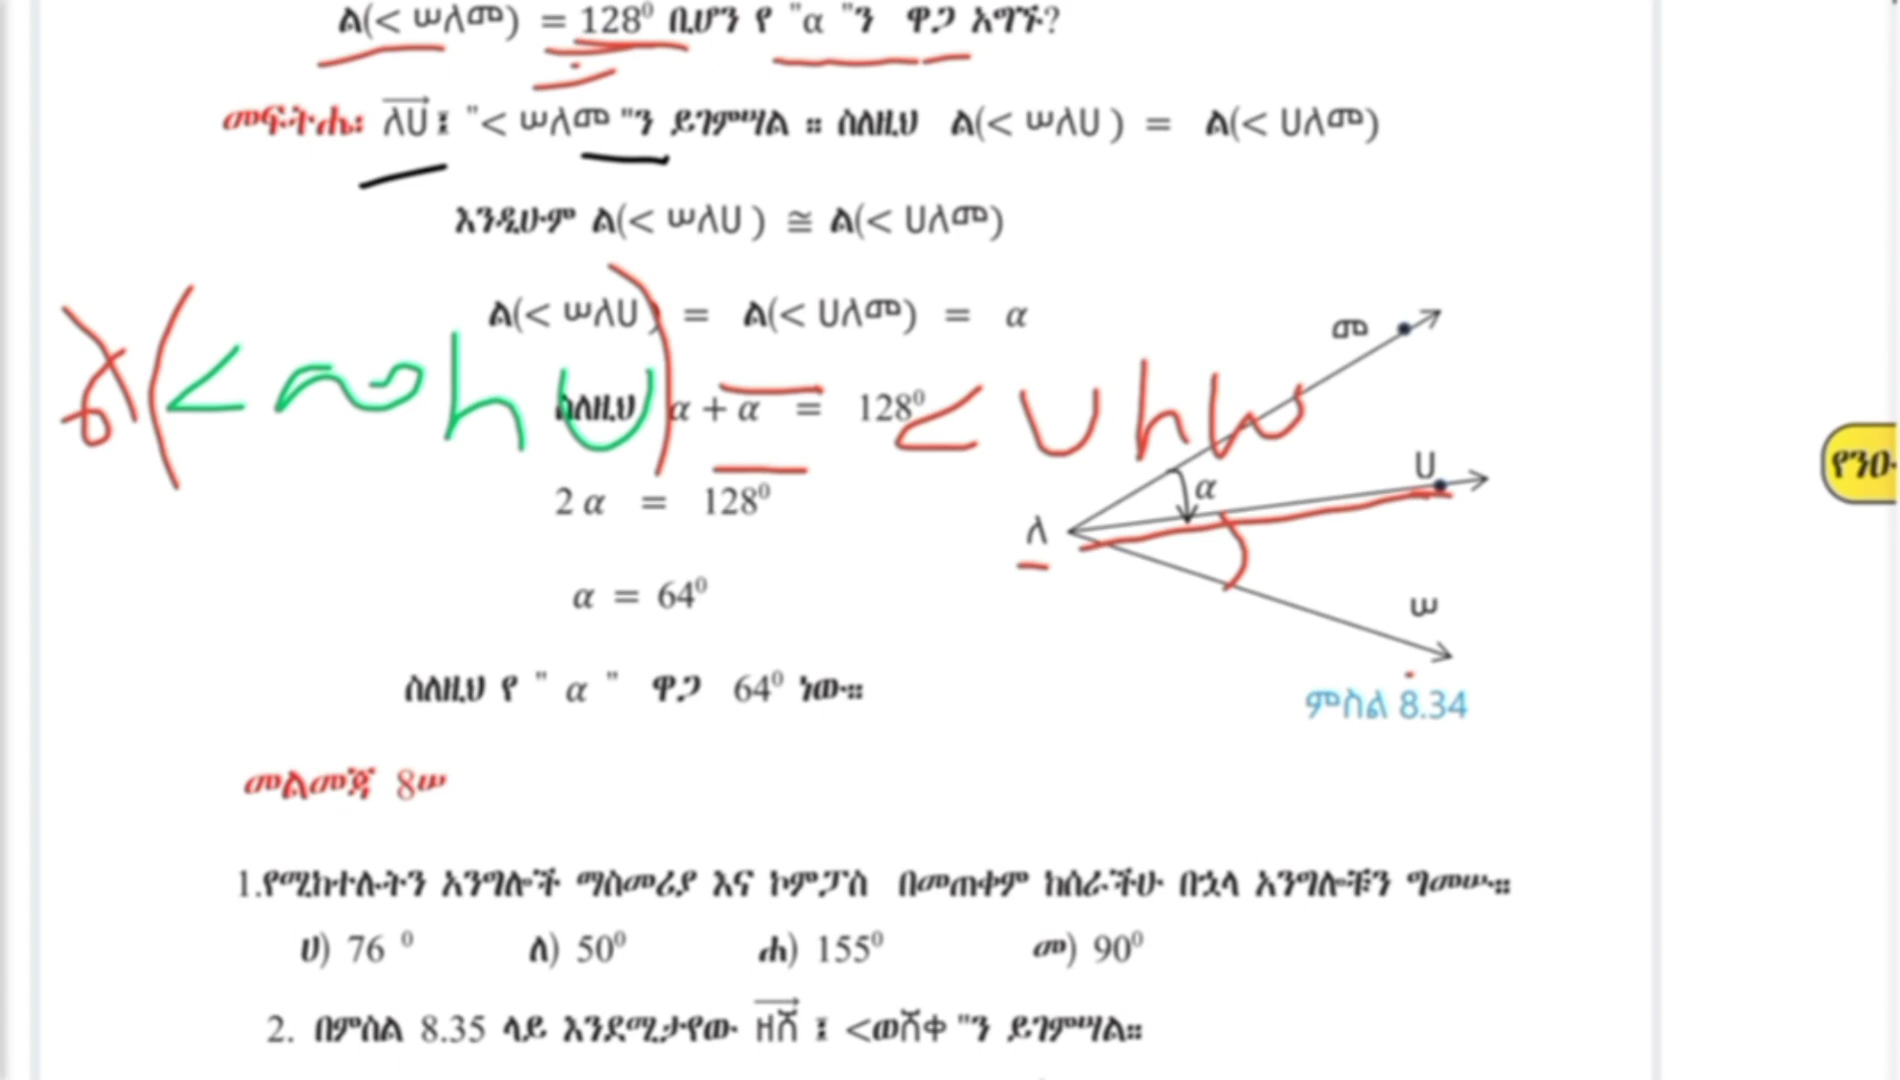 ል(< ሠለመ) = 128⁰ ቢሆን የ "α "ን ዋጋ አግኙ?
መፍትሔ፡ ለሀ ፤ "< ሠለመ "ን ይገምሣል ። ስለዚህ ል(< ሠለሀ ) = ል(< ሀለመ)
እንዲሁም ል(< ሠለሀ ) ≅ ል(< ሀለመ)
ል(< ሠለሀ ) = ል(< ሀለመ) = α
ስለዚህ α + α = 128⁰
2 α = 128⁰
α = 64⁰
ስለዚህ የ " α " ዋጋ 64⁰ ነው።
መ
ሀ
α
ለ
ሠ
ምስል 8.34
መልመጃ 8ሠ
1.የሚከተሉትን አንግሎች ማስመሪያ እና ኮምፓስ በመጠቀም ከሰራችሁ በኋላ አንግሎቹን ግመሡ።
ሀ) 76 ⁰ ለ) 50⁰ ሐ) 155⁰ መ) 90⁰
2. በምስል 8.35 ላይ እንደሚታየው ዘሸ ፤ <ወሸቀ "ን ይገምሣል።